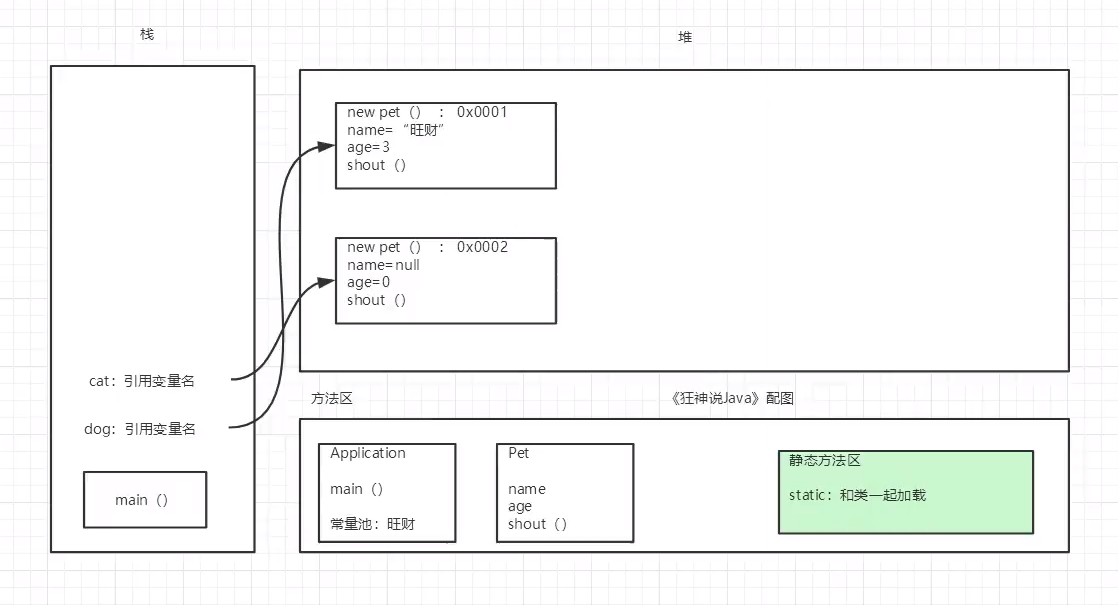 栈
堆
new pet（） ： 0x0001
name= “旺财”
age=3
shout（）
new pet（） ： 0x0002
name=null
age=0
shout（）
cat：引用变量名
dog：引用变量名
main（）
方法区
《狂神说Java》配图
Application
main（）
常量池：旺财
Pet
name
age
shout（）
静态方法区
static：和类一起加载